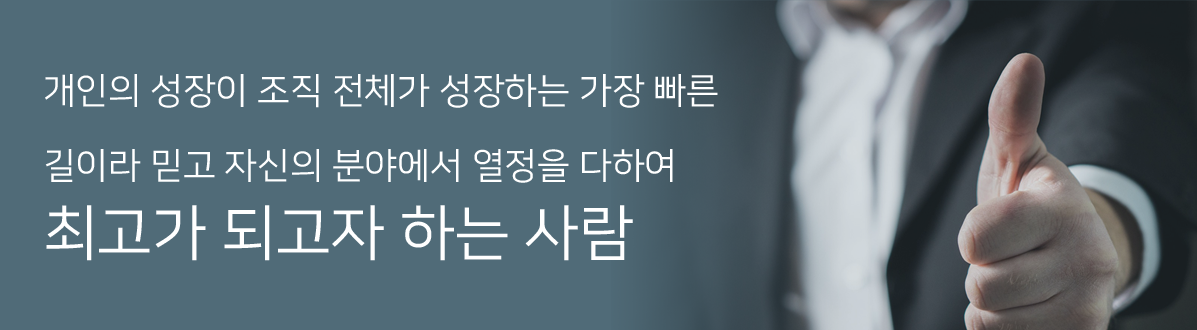 개인의 성장이 조직 전체가 성장하는 가장 빠른
길이라 믿고 자신의 분야에서 열정을 다하여
최고가 되고자 하는 사람